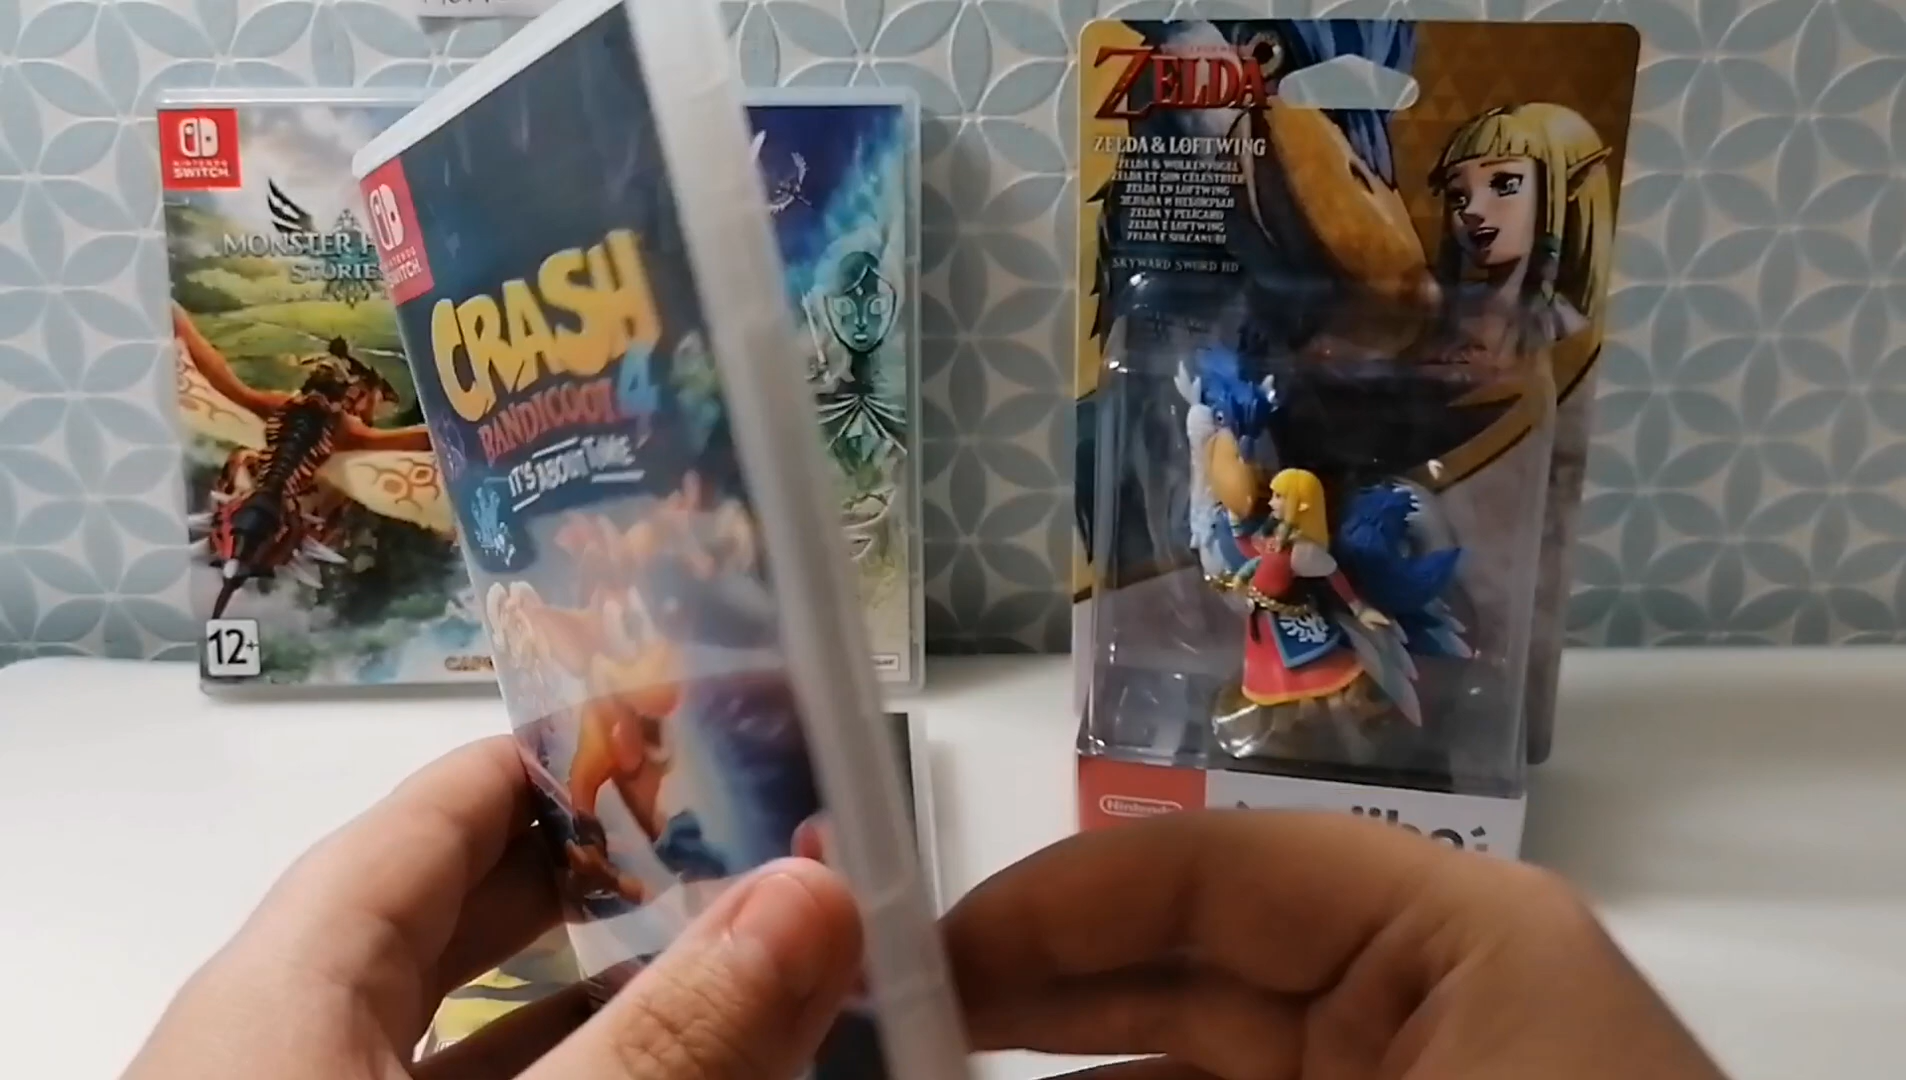 NINTENDO
SWITCH
MONSTER
STORIES
12+
NINTENDO
SWITCH
CRASH
BANDICOOT 4
IT'S ABOUT TIME
ZELDA
ZELDA & LOFTWING
ZELDA & WOLKENVOGEL
ZELDA ET SON CÉLESTRIER
ZELDA EN LOFTWING
ЗЕЛЬДА И НЕБОКРЫЛ
ZELDA Y PELÍCARO
ZELDA E LOFTWING
ZELDA E SOLCANUBI
SKYWARD SWORD HD
Nintendo